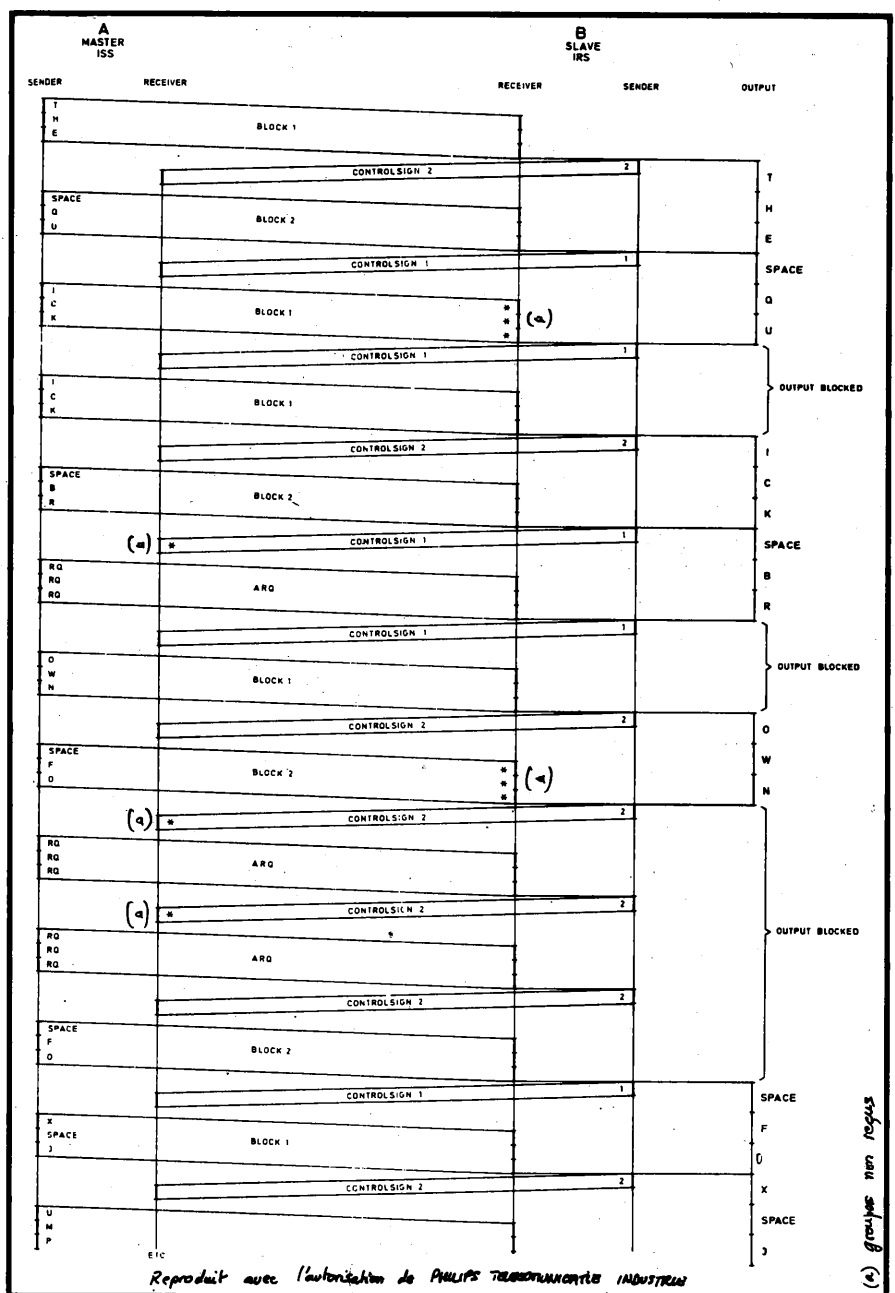 A
MASTER
ISS
B
SLAVE
IRS
SENDER RECEIVER RECEIVER SENDER OUTPUT
T
H
E
BLOCK 1
CONTROLSIGN 2 2
T
H
E
SPACE
Q
U
BLOCK 2
CONTROLSIGN 1 1
SPACE
Q
U
I
C
K
BLOCK 1
*
*
*
(a)
CONTROLSIGN 1 1
OUTPUT BLOCKED
I
C
K
BLOCK 1
CONTROLSIGN 2 2
I
C
K
SPACE
B
R
BLOCK 2
(a) * CONTROLSIGN 1 1
SPACE
B
R
RQ
RQ
RQ
ARQ
CONTROLSIGN 1 1
OUTPUT BLOCKED
O
W
N
BLOCK 1
CONTROLSIGN 2 2
O
W
N
SPACE
F
O
BLOCK 2
*
*
*
(a)
(a) * CONTROLSIGN 2 2
RQ
RQ
RQ
ARQ
(a) * CONTROLSIGN 2 2
OUTPUT BLOCKED
RQ
RQ
RQ
ARQ
CONTROLSIGN 2 2
SPACE
F
O
BLOCK 2
CONTROLSIGN 1 1
SPACE
F
O
X
SPACE
J
BLOCK 1
CONTROLSIGN 2 2
X
SPACE
J
U
M
P
ETC
(a) groupes non reçus
Reproduit avec l'autorisation de PHILIPS INDUSTRIE